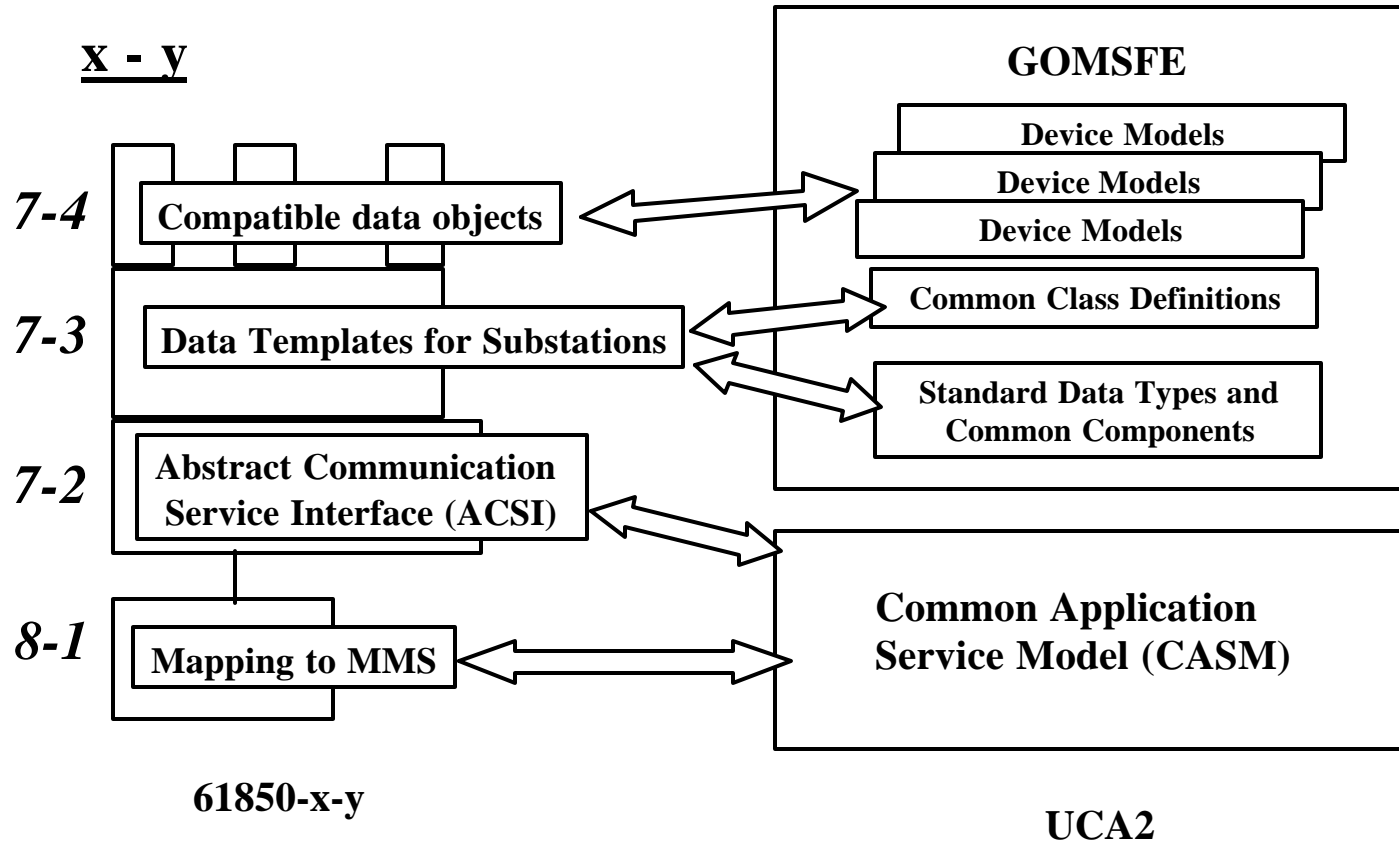 x - y
7-4
Compatible data objects
7-3
Data Templates for Substations
7-2
Abstract Communication
Service Interface (ACSI)
8-1
Mapping to MMS
61850-x-y
GOMSFE
Device Models
Device Models
Device Models
Common Class Definitions
Standard Data Types and
Common Components
Common Application
Service Model (CASM)
UCA2